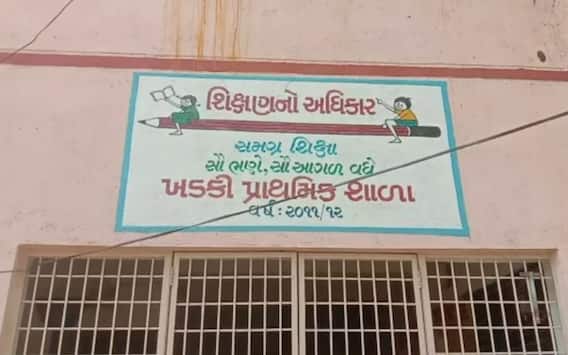 શિક્ષણનો અધિકાર
સમગ્ર શિક્ષા
સૌ ભણે, સૌ આગળ વધે
ખડકી પ્રાથમિક શાળા
વર્ષ : ૨૦૧૧/૧૨